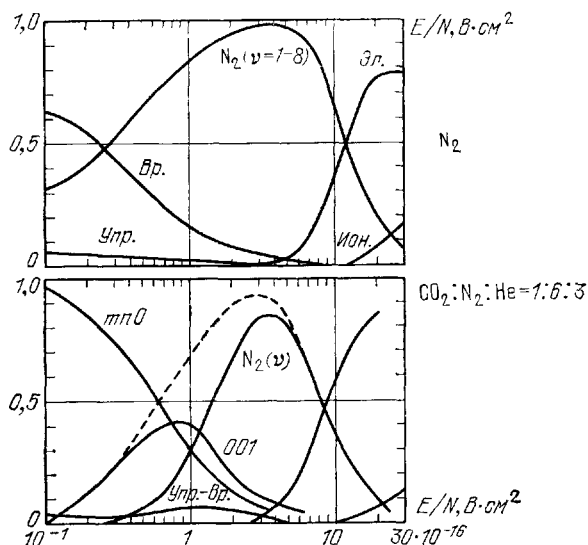 1,0
E/N, В·см²
N₂(υ=1–8)
Эл.
0,5
N₂
Вр.
Упр.
Ион.
0
1,0
CO₂:N₂:He=1:6:3
mn0
N₂(υ)
0,5
001
Упр.-вр.
E/N, В·см²
0
10⁻¹
1
2
3
10
30·10⁻¹⁶